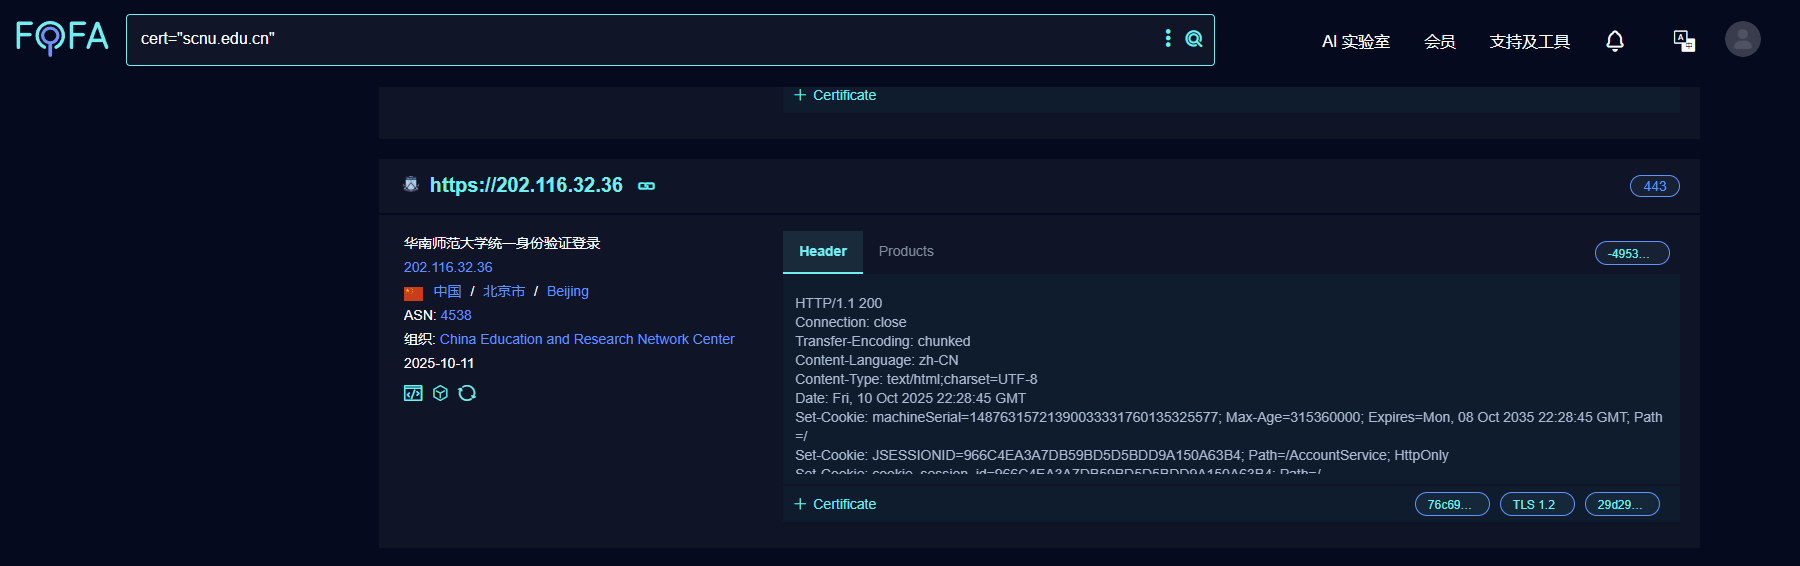 FOFA
cert="scnu.edu.cn"
AI 实验室 会员 支持及工具
+ Certificate
https://202.116.32.36
443
华南师范大学统一身份验证登录
202.116.32.36
中国 / 北京市 / Beijing
ASN: 4538
组织: China Education and Research Network Center
2025-10-11
Header Products
-4953...
HTTP/1.1 200
Connection: close
Transfer-Encoding: chunked
Content-Language: zh-CN
Content-Type: text/html;charset=UTF-8
Date: Fri, 10 Oct 2025 22:28:45 GMT
Set-Cookie: machineSerial=14876315721390033331760135325577; Max-Age=315360000; Expires=Mon, 08 Oct 2035 22:28:45 GMT; Path
=/
Set-Cookie: JSESSIONID=966C4EA3A7DB59BD5D5BDD9A150A63B4; Path=/AccountService; HttpOnly
Set-Cookie: cookie_session_id=966C4EA3A7DB59BD5D5BDD9A150A63B4; Path=/
+ Certificate
76c69... TLS 1.2 29d29...